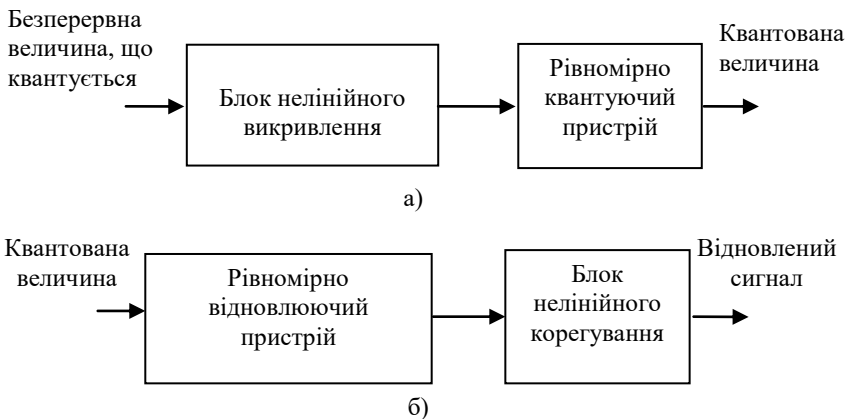 Безперервна
величина, що
квантується
Блок нелінійного
викривлення
Рівномірно
квантуючий
пристрій
Квантована
величина
а)
Квантована
величина
Рівномірно
відновлюючий
пристрій
Блок
нелінійного
корегування
Відновлений
сигнал
б)